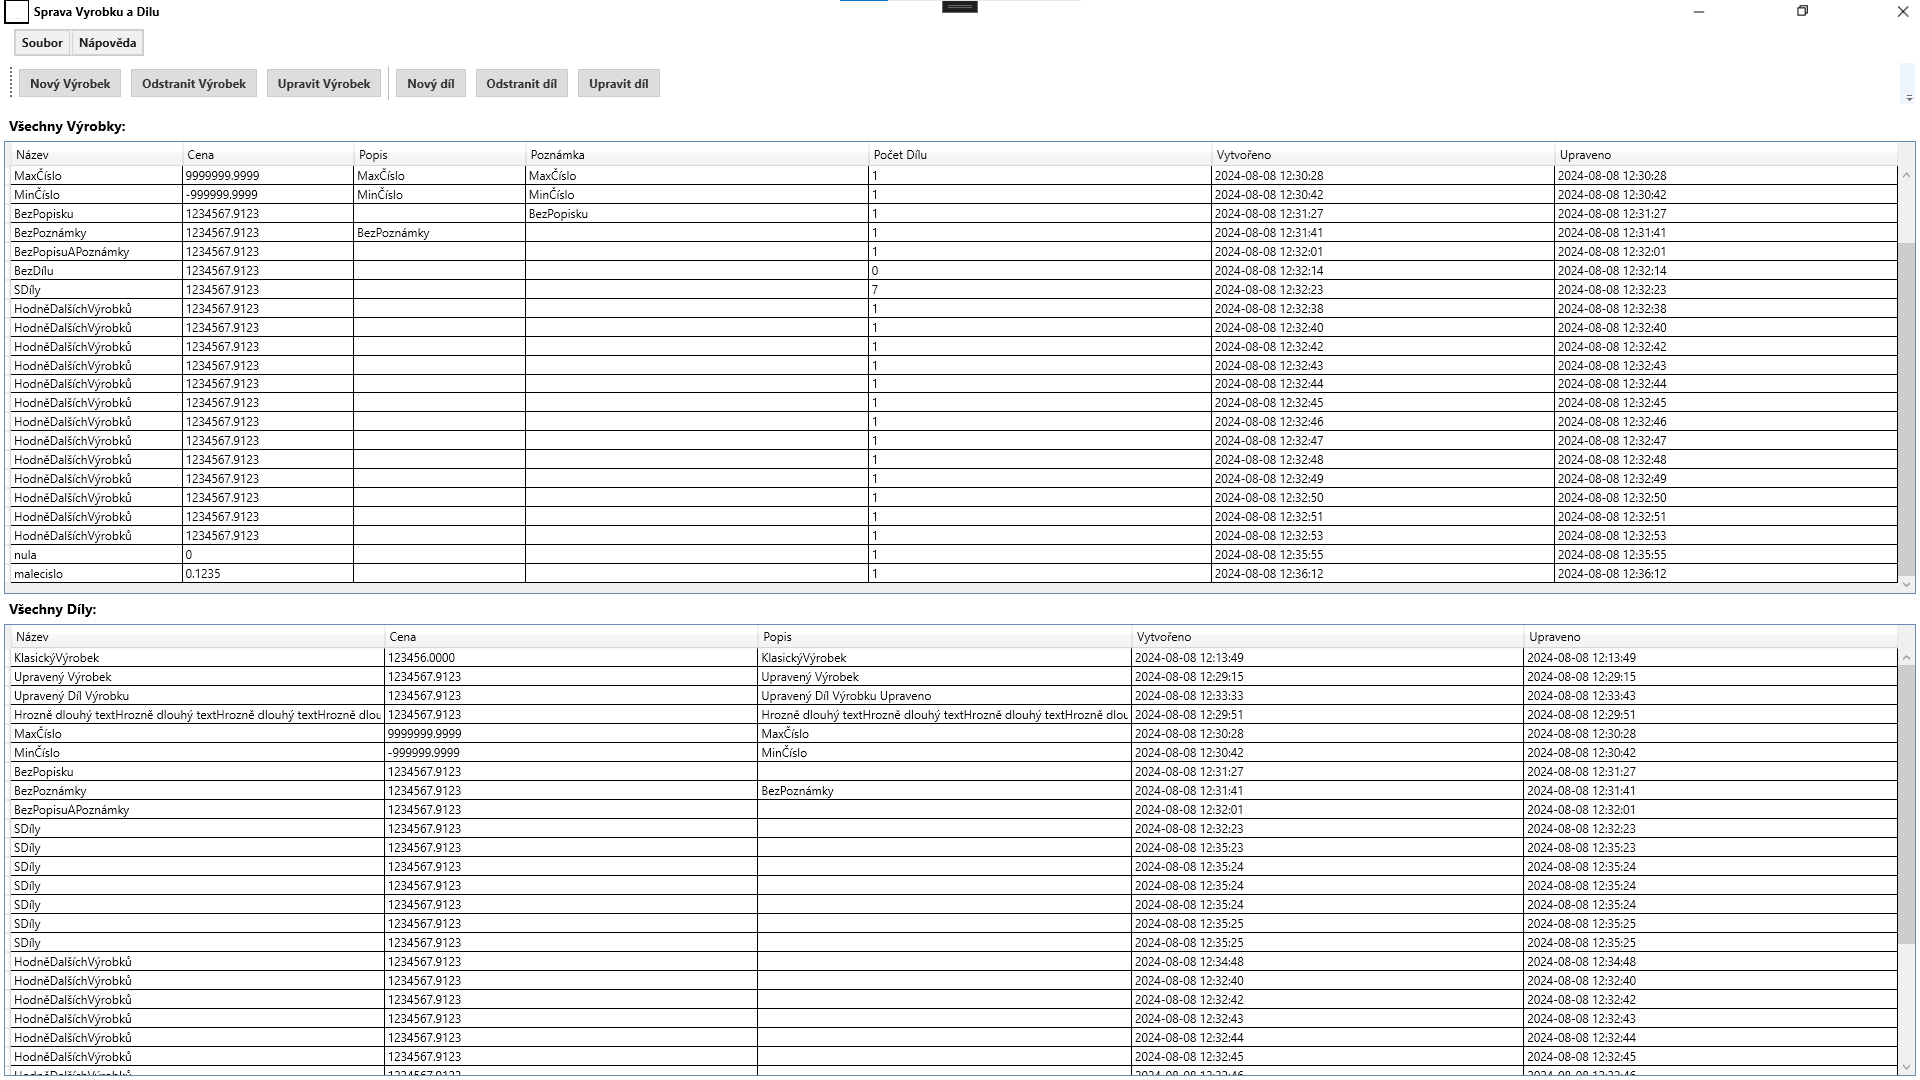 Sprava Vyrobku a Dilu
Soubor Nápověda
Nový Výrobek Odstranit Výrobek Upravit Výrobek Nový díl Odstranit díl Upravit díl
Všechny Výrobky:
Název Cena Popis Poznámka Počet Dílu Vytvořeno Upraveno
MaxČíslo 9999999.9999 MaxČíslo MaxČíslo 1 2024-08-08 12:30:28 2024-08-08 12:30:28
MinČíslo -999999.9999 MinČíslo MinČíslo 1 2024-08-08 12:30:42 2024-08-08 12:30:42
BezPopisku 1234567.9123 BezPopisku 1 2024-08-08 12:31:27 2024-08-08 12:31:27
BezPoznámky 1234567.9123 BezPoznámky 1 2024-08-08 12:31:41 2024-08-08 12:31:41
BezPopisuAPoznámky 1234567.9123 1 2024-08-08 12:32:01 2024-08-08 12:32:01
BezDílu 1234567.9123 0 2024-08-08 12:32:14 2024-08-08 12:32:14
SDíly 1234567.9123 7 2024-08-08 12:32:23 2024-08-08 12:32:23
HodněDalšíchVýrobků 1234567.9123 1 2024-08-08 12:32:38 2024-08-08 12:32:38
HodněDalšíchVýrobků 1234567.9123 1 2024-08-08 12:32:40 2024-08-08 12:32:40
HodněDalšíchVýrobků 1234567.9123 1 2024-08-08 12:32:42 2024-08-08 12:32:42
HodněDalšíchVýrobků 1234567.9123 1 2024-08-08 12:32:43 2024-08-08 12:32:43
HodněDalšíchVýrobků 1234567.9123 1 2024-08-08 12:32:44 2024-08-08 12:32:44
HodněDalšíchVýrobků 1234567.9123 1 2024-08-08 12:32:45 2024-08-08 12:32:45
HodněDalšíchVýrobků 1234567.9123 1 2024-08-08 12:32:46 2024-08-08 12:32:46
HodněDalšíchVýrobků 1234567.9123 1 2024-08-08 12:32:47 2024-08-08 12:32:47
HodněDalšíchVýrobků 1234567.9123 1 2024-08-08 12:32:48 2024-08-08 12:32:48
HodněDalšíchVýrobků 1234567.9123 1 2024-08-08 12:32:49 2024-08-08 12:32:49
HodněDalšíchVýrobků 1234567.9123 1 2024-08-08 12:32:50 2024-08-08 12:32:50
HodněDalšíchVýrobků 1234567.9123 1 2024-08-08 12:32:51 2024-08-08 12:32:51
HodněDalšíchVýrobků 1234567.9123 1 2024-08-08 12:32:53 2024-08-08 12:32:53
nula 0 1 2024-08-08 12:35:55 2024-08-08 12:35:55
malecislo 0.1235 1 2024-08-08 12:36:12 2024-08-08 12:36:12
Všechny Díly:
Název Cena Popis Vytvořeno Upraveno
KlasickýVýrobek 123456.0000 KlasickýVýrobek 2024-08-08 12:13:49 2024-08-08 12:13:49
Upravený Výrobek 1234567.9123 Upravený Výrobek 2024-08-08 12:29:15 2024-08-08 12:29:15
Upravený Díl Výrobku 1234567.9123 Upravený Díl Výrobku Upraveno 2024-08-08 12:33:33 2024-08-08 12:33:43
Hrozně dlouhý textHrozně dlouhý textHrozně dlouhý textHrozně dlou 1234567.9123 Hrozně dlouhý textHrozně dlouhý textHrozně dlouhý textHrozně dlou 2024-08-08 12:29:51 2024-08-08 12:29:51
MaxČíslo 9999999.9999 MaxČíslo 2024-08-08 12:30:28 2024-08-08 12:30:28
MinČíslo -999999.9999 MinČíslo 2024-08-08 12:30:42 2024-08-08 12:30:42
BezPopisku 1234567.9123 2024-08-08 12:31:27 2024-08-08 12:31:27
BezPoznámky 1234567.9123 BezPoznámky 2024-08-08 12:31:41 2024-08-08 12:31:41
BezPopisuAPoznámky 1234567.9123 2024-08-08 12:32:01 2024-08-08 12:32:01
SDíly 1234567.9123 2024-08-08 12:32:23 2024-08-08 12:32:23
SDíly 1234567.9123 2024-08-08 12:35:23 2024-08-08 12:35:23
SDíly 1234567.9123 2024-08-08 12:35:24 2024-08-08 12:35:24
SDíly 1234567.9123 2024-08-08 12:35:24 2024-08-08 12:35:24
SDíly 1234567.9123 2024-08-08 12:35:24 2024-08-08 12:35:24
SDíly 1234567.9123 2024-08-08 12:35:25 2024-08-08 12:35:25
SDíly 1234567.9123 2024-08-08 12:35:25 2024-08-08 12:35:25
HodněDalšíchVýrobků 1234567.9123 2024-08-08 12:34:48 2024-08-08 12:34:48
HodněDalšíchVýrobků 1234567.9123 2024-08-08 12:32:40 2024-08-08 12:32:40
HodněDalšíchVýrobků 1234567.9123 2024-08-08 12:32:42 2024-08-08 12:32:42
HodněDalšíchVýrobků 1234567.9123 2024-08-08 12:32:43 2024-08-08 12:32:43
HodněDalšíchVýrobků 1234567.9123 2024-08-08 12:32:44 2024-08-08 12:32:44
HodněDalšíchVýrobků 1234567.9123 2024-08-08 12:32:45 2024-08-08 12:32:45